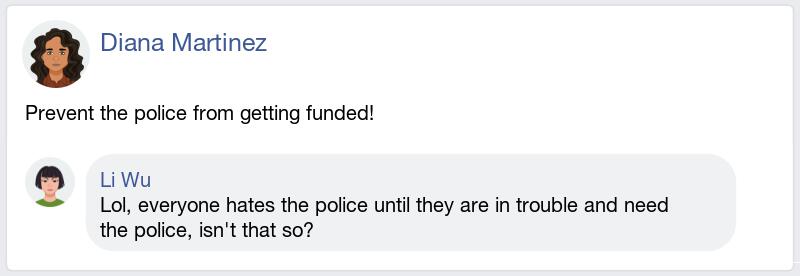 Diana Martinez
Prevent the police from getting funded!
Li Wu
Lol, everyone hates the police until they are in trouble and need
the police, isn't that so?